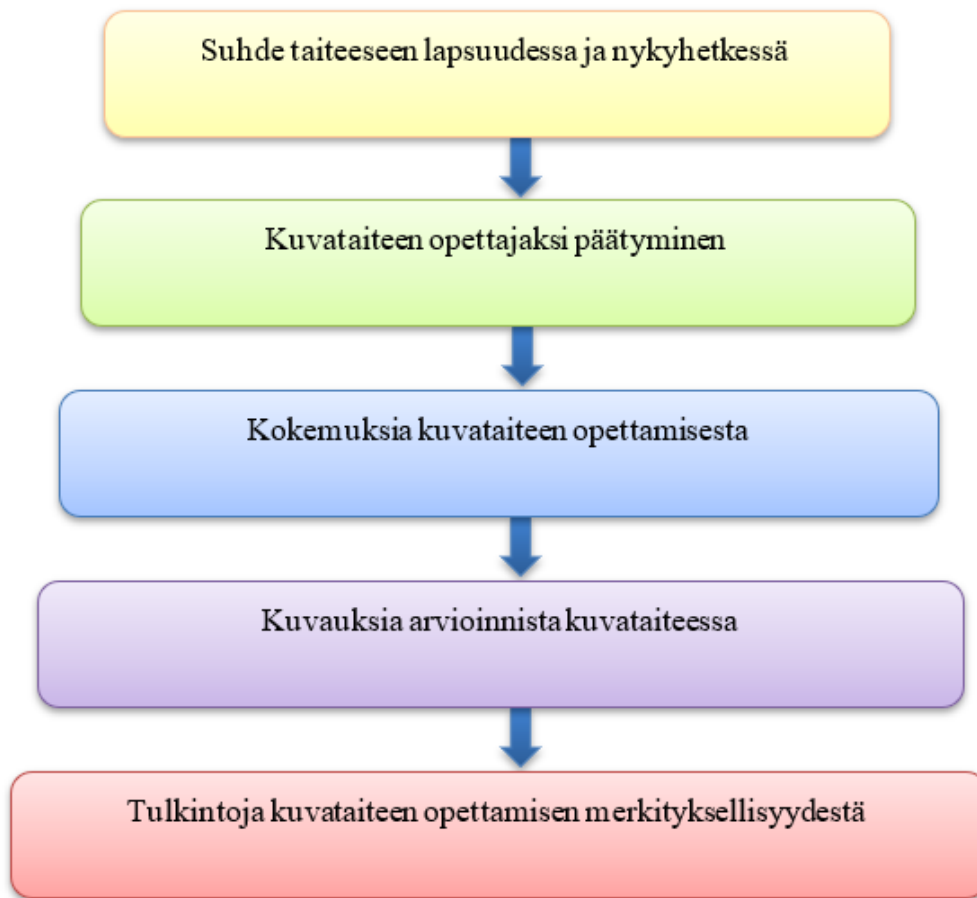 Suhde taiteeseen lapsuudessa ja nykyhetkessä
Kuvataiteen opettajaksi päätyminen
Kokemuksia kuvataiteen opettamisesta
Kuvauksia arvioinnista kuvataiteessa
Tulkintoja kuvataiteen opettamisen merkityksellisyydestä